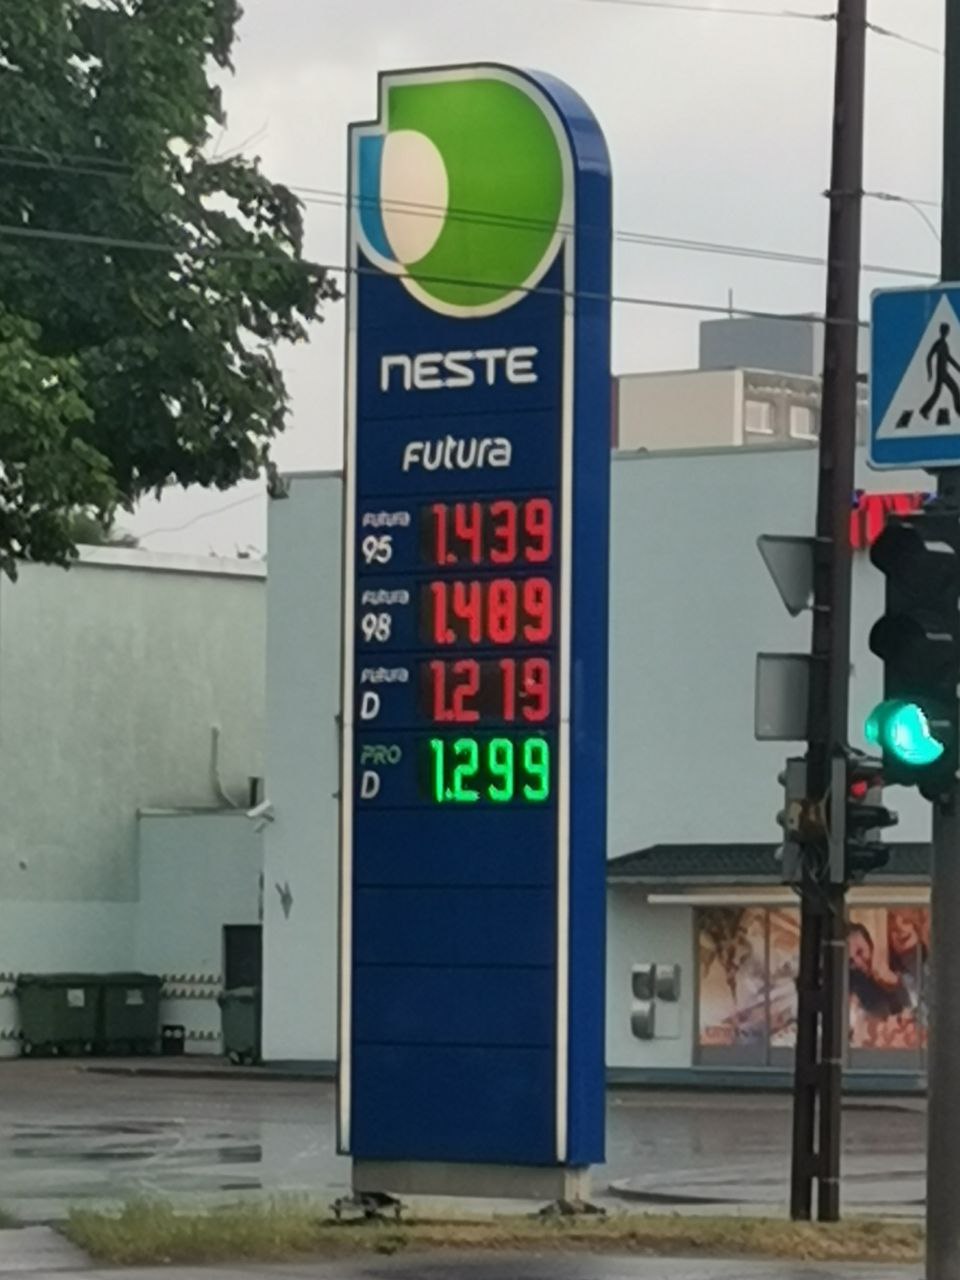 NESTE
Futura
Futura 95 1.439
Futura 98 1.489
Futura D 1.219
PRO D 1.299